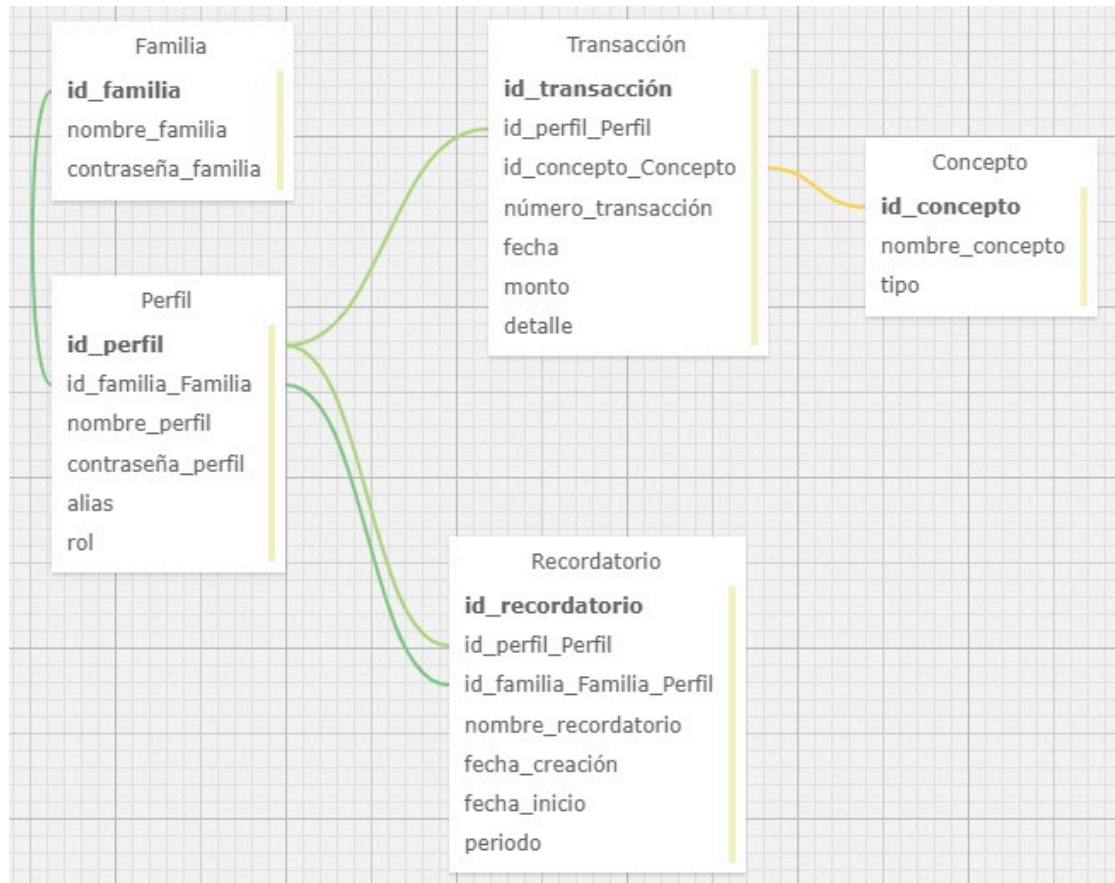 Familia
id_familia
nombre_familia
contraseña_familia
Perfil
id_perfil
id_familia_Familia
nombre_perfil
contraseña_perfil
alias
rol
Transacción
id_transacción
id_perfil_Perfil
id_concepto_Concepto
número_transacción
fecha
monto
detalle
Concepto
id_concepto
nombre_concepto
tipo
Recordatorio
id_recordatorio
id_perfil_Perfil
id_familia_Familia_Perfil
nombre_recordatorio
fecha_creación
fecha_inicio
periodo